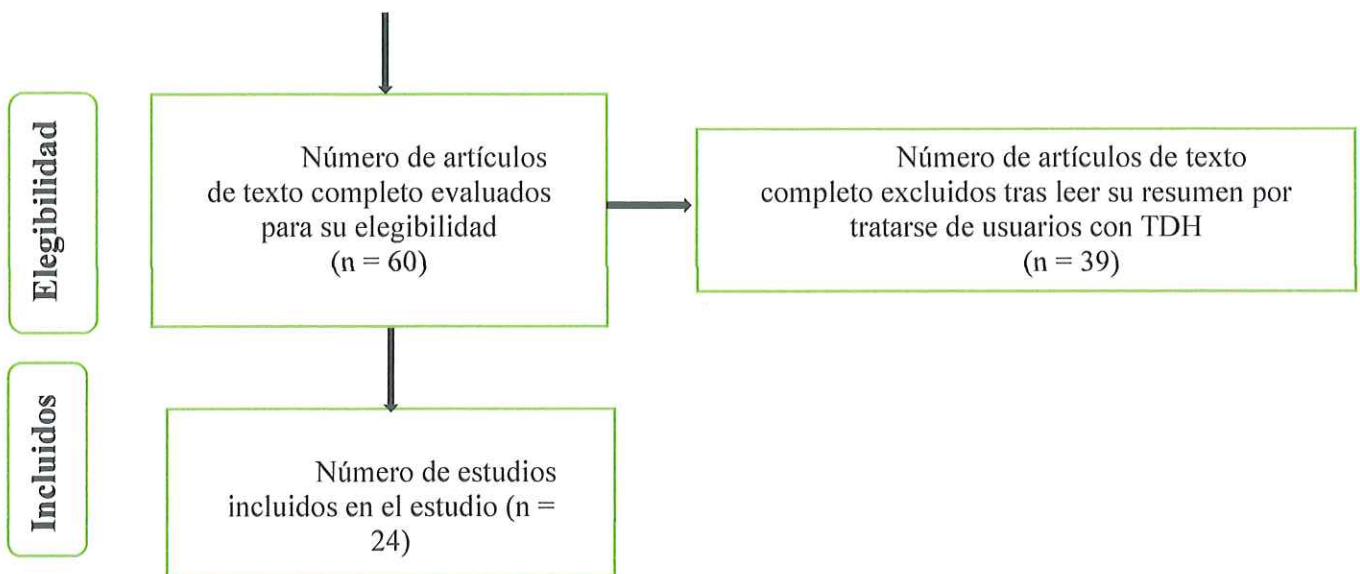 Elegibilidad
Número de artículos
de texto completo evaluados
para su elegibilidad
(n = 60)
Número de artículos de texto
completo excluidos tras leer su resumen por
tratarse de usuarios con TDH
(n = 39)
Incluidos
Número de estudios
incluidos en el estudio (n =
24)